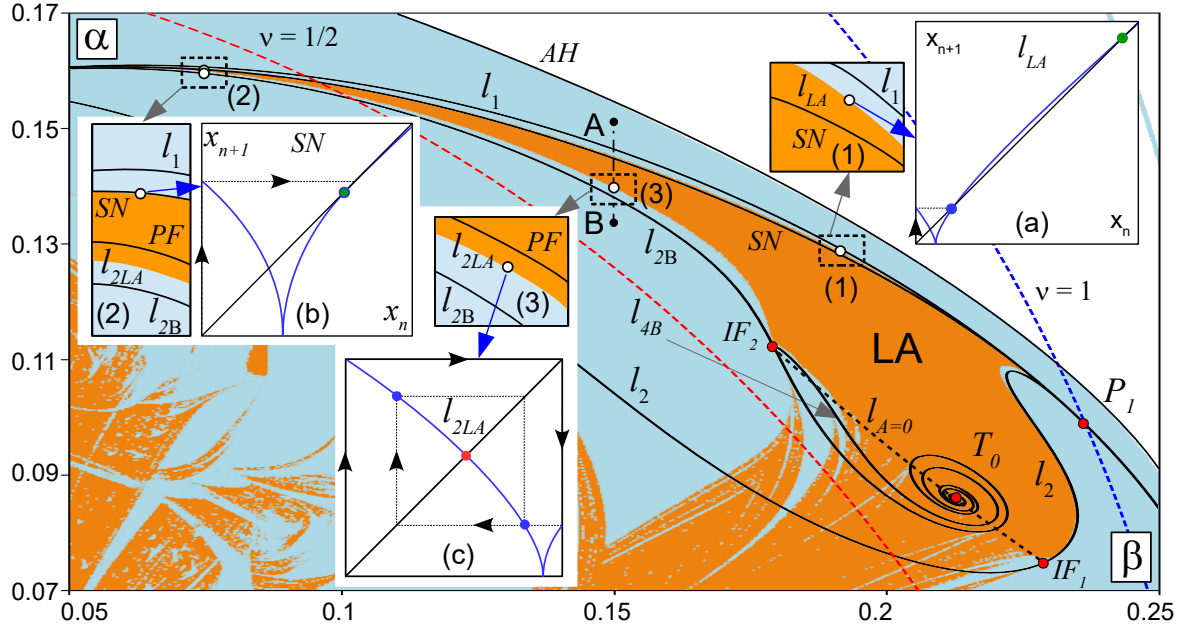 0.17
α
ν = 1/2
AH
l_{LA}
l_1
SN
(1)
x_{n+1}
l_{LA}
(a)
x_n
(2)
l_1
A
0.15
l_1
SN
PF
l_{2LA}
(2)
l_{2B}
x_{n+1}
SN
(b)
x_n
(3)
B
SN
(1)
0.13
l_{2B}
PF
l_{2LA}
(3)
l_{2B}
ν = 1
l_{4B}
IF_2
LA
0.11
l_2
P_1
l_{2LA}
(c)
l_{A=0}
T_0
l_2
0.09
IF_1
β
0.07
0.05
0.1
0.15
0.2
0.25